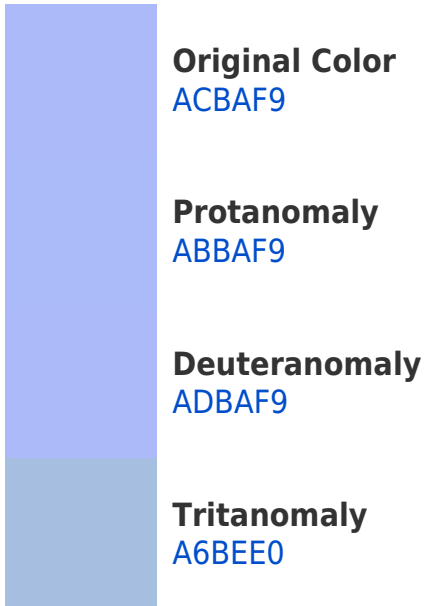 Original Color
ACBAF9
Protanomaly
ABBAF9
Deuteranomaly
ADBAF9
Tritanomaly
A6BEE0